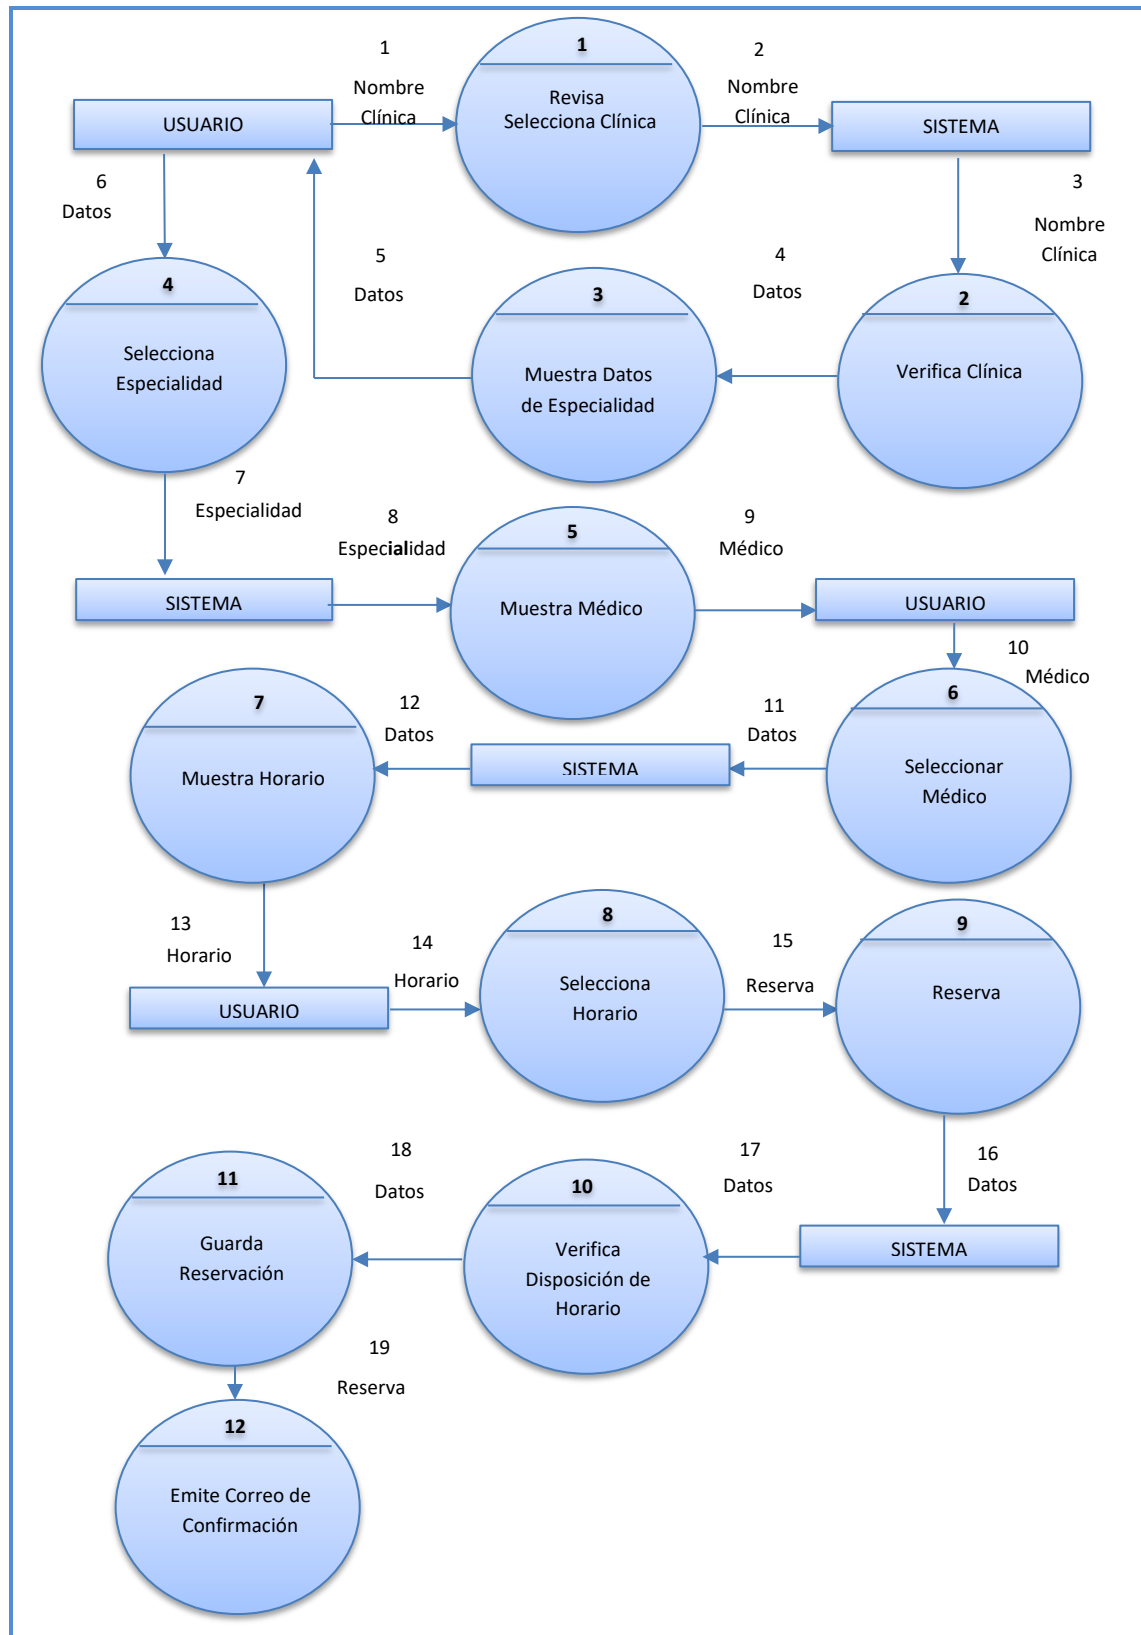 1
Nombre
Clínica
1
Revisa
Selecciona Clínica
2
Nombre
Clínica
USUARIO
SISTEMA
6
Datos
3
Nombre
Clínica
5
Datos
4
Datos
4
Selecciona
Especialidad
3
Muestra Datos
de Especialidad
2
Verifica Clínica
7
Especialidad
8
Especialidad
5
Muestra Médico
9
Médico
SISTEMA
USUARIO
10
Médico
7
Muestra Horario
12
Datos
SISTEMA
11
Datos
6
Seleccionar
Médico
13
Horario
USUARIO
14
Horario
8
Selecciona
Horario
15
Reserva
9
Reserva
16
Datos
SISTEMA
17
Datos
10
Verifica
Disposición de
Horario
18
Datos
11
Guarda
Reservación
19
Reserva
12
Emite Correo de
Confirmación